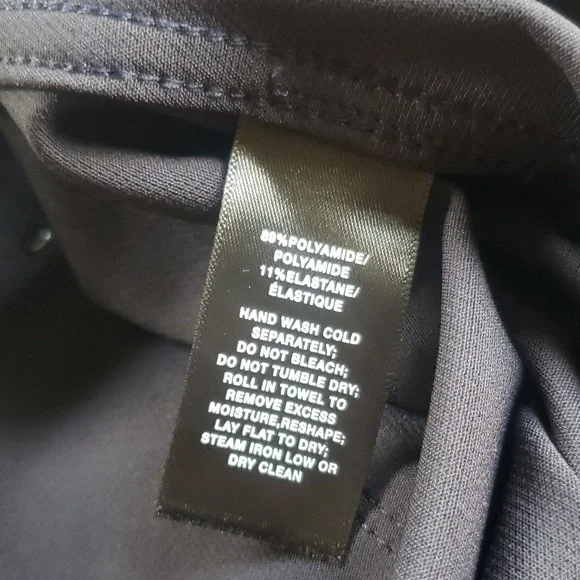 89%POLYAMIDE/
POLYAMIDE
11%ELASTANE/
ÉLASTIQUE
HAND WASH COLD
SEPARATELY;
DO NOT BLEACH;
DO NOT TUMBLE DRY;
ROLL IN TOWEL TO
REMOVE EXCESS
MOISTURE,RESHAPE;
LAY FLAT TO DRY;
STEAM IRON LOW OR
DRY CLEAN